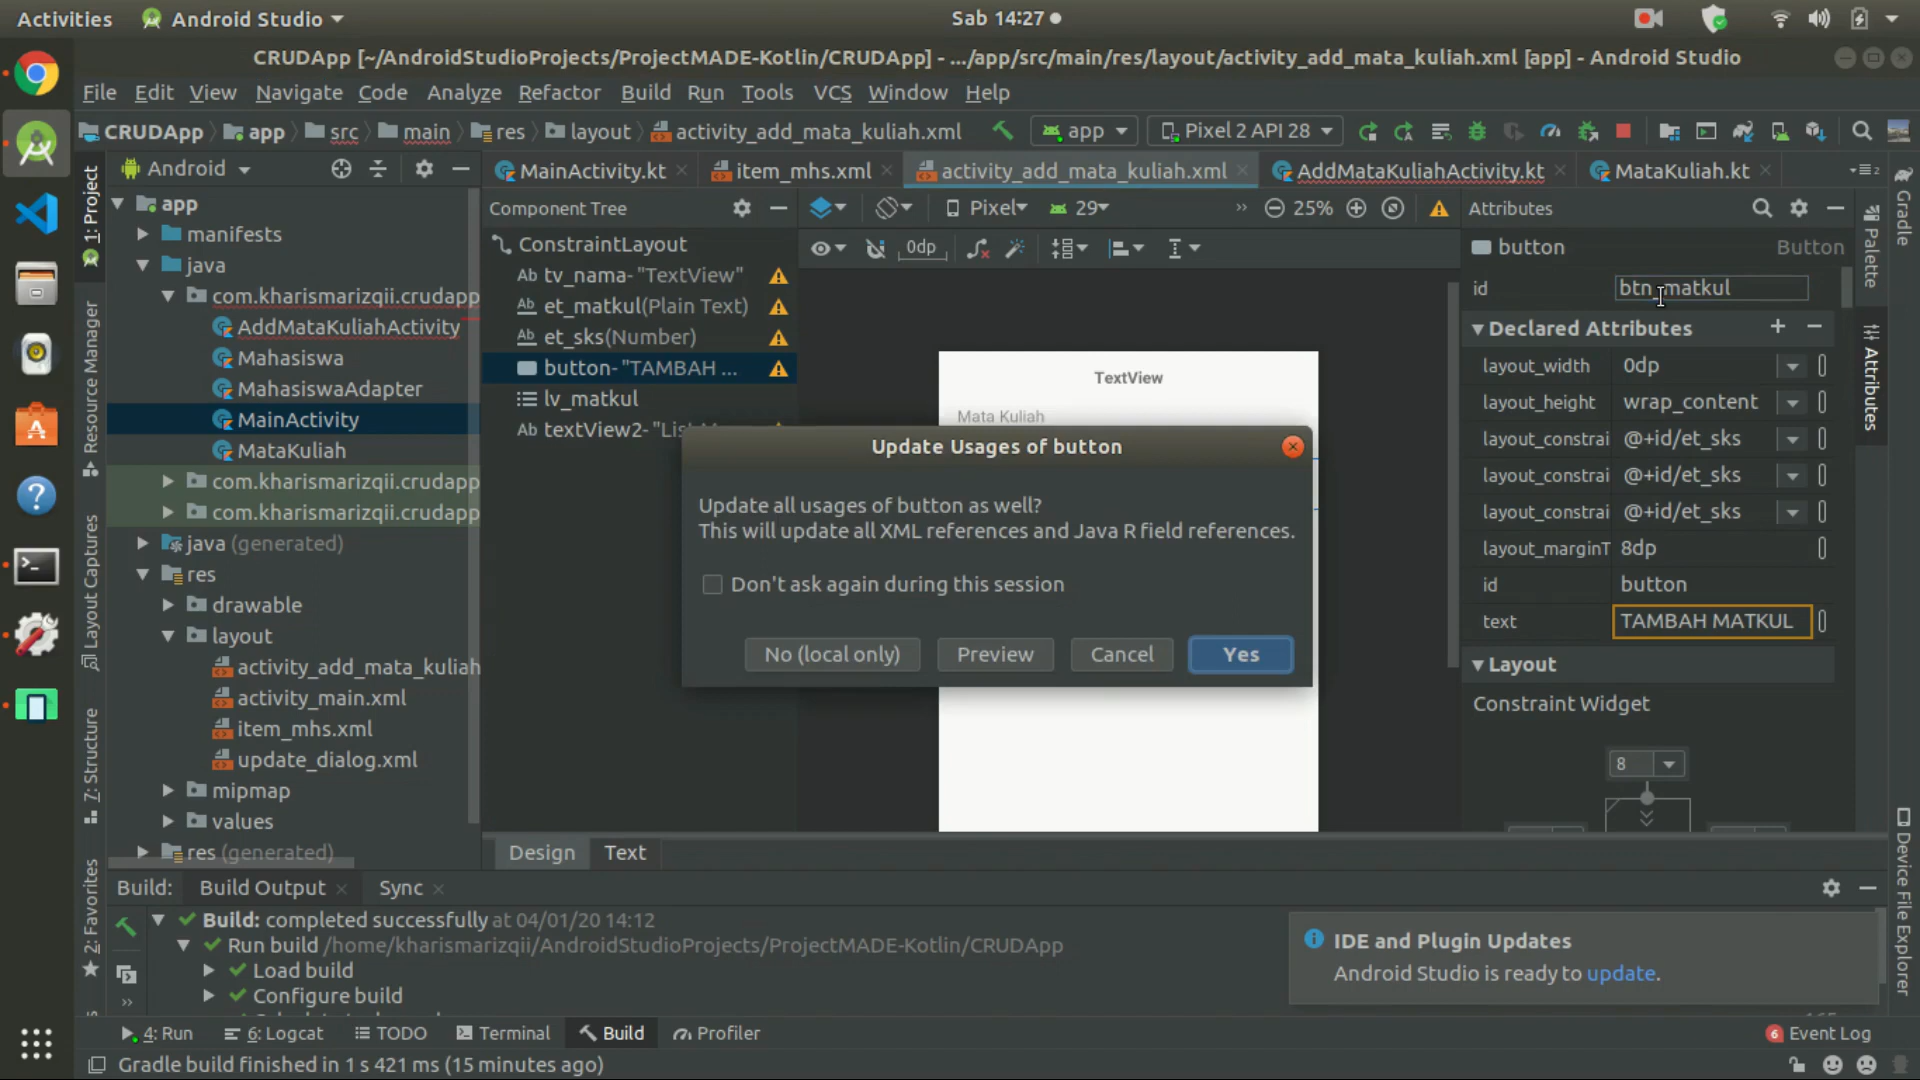 Activities
Android Studio
Sab 14:27
CRUDApp [~/AndroidStudioProjects/ProjectMADE-Kotlin/CRUDApp] - .../app/src/main/res/layout/activity_add_mata_kuliah.xml [app] - Android Studio
File Edit View Navigate Code Analyze Refactor Build Run Tools VCS Window Help
CRUDApp app src main res layout activity_add_mata_kuliah.xml
app
Pixel 2 API 28
1: Project
Resource Manager
Layout Captures
7: Structure
2: Favorites
Android
app
manifests
java
com.kharismarizqii.crudapp
AddMataKuliahActivity
Mahasiswa
MahasiswaAdapter
MainActivity
MataKuliah
com.kharismarizqii.crudapp
com.kharismarizqii.crudapp
java (generated)
res
drawable
layout
activity_add_mata_kuliah
activity_main.xml
item_mhs.xml
update_dialog.xml
mipmap
values
res (generated)
MainActivity.kt
item_mhs.xml
activity_add_mata_kuliah.xml
AddMataKuliahActivity.kt
MataKuliah.kt
2
Component Tree
ConstraintLayout
Ab tv_nama- "TextView"
Ab et_matkul(Plain Text)
Ab et_sks(Number)
button- "TAMBAH ...
lv_matkul
Ab textView2-
Pixel
29
25%
0dp
TextView
Mata Kuliah
Update Usages of button
Update all usages of button as well?
This will update all XML references and Java R field references.
Don't ask again during this session
No (local only)
Preview
Cancel
Yes
Design
Text
Attributes
button
Button
id
btn_matkul
Declared Attributes
layout_width 0dp
layout_height wrap_content
layout_constrai @+id/et_sks
layout_constrai @+id/et_sks
layout_constrai @+id/et_sks
layout_marginT 8dp
id button
text TAMBAH MATKUL
Layout
Constraint Widget
8
Gradle
Palette
Attributes
Device File Explorer
Build:
Build Output
Sync
Build: completed successfully at 04/01/20 14:12
Run build /home/kharismarizqii/AndroidStudioProjects/ProjectMADE-Kotlin/CRUDApp
Load build
Configure build
IDE and Plugin Updates
Android Studio is ready to update.
4: Run
6: Logcat
TODO
Terminal
Build
Profiler
6 Event Log
Gradle build finished in 1 s 421 ms (15 minutes ago)